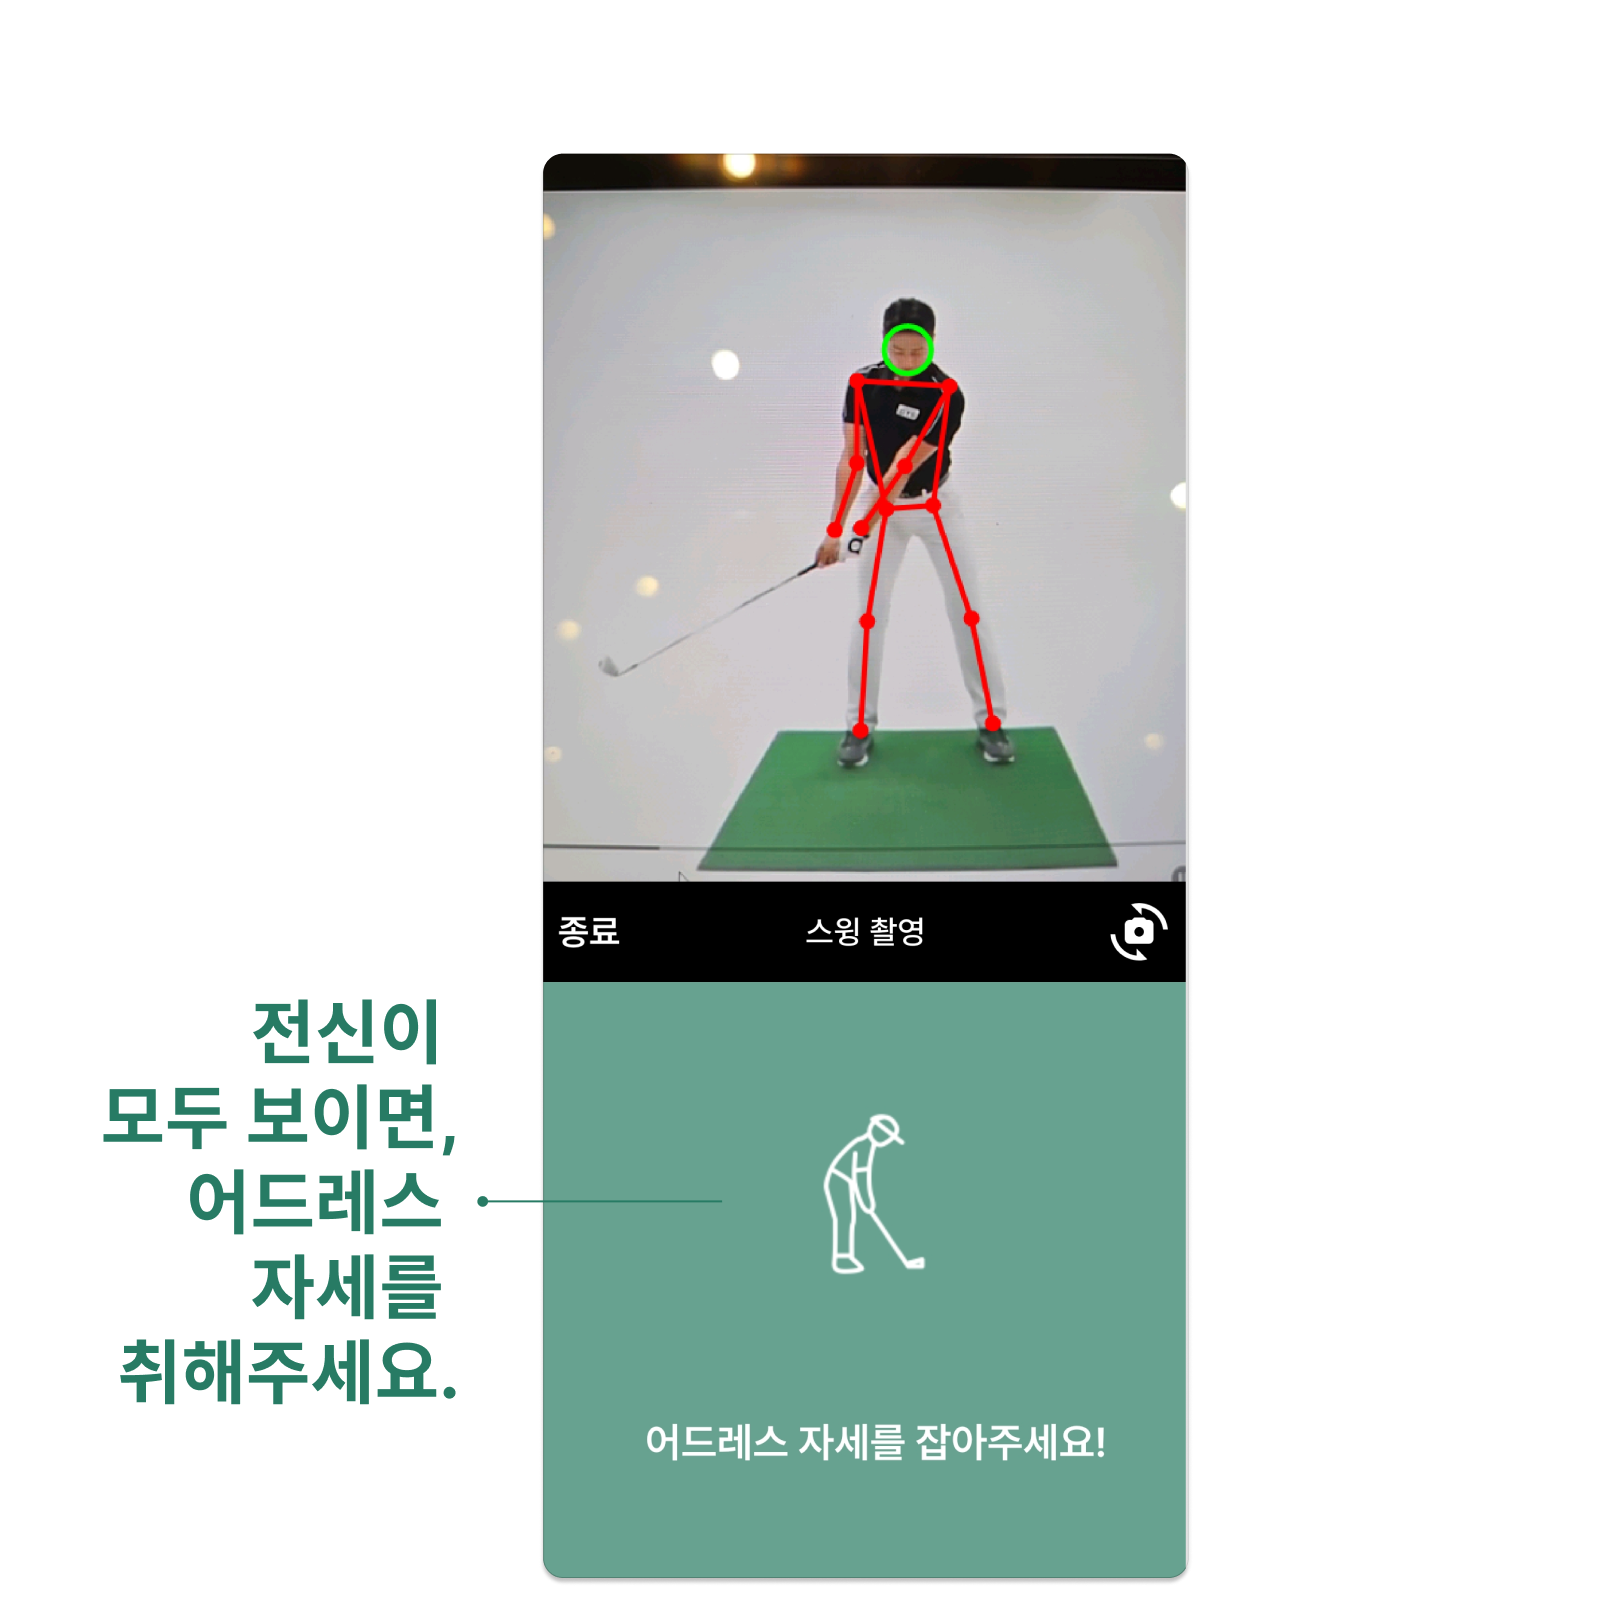 종료
스윙 촬영
전신이
모두 보이면,
어드레스
자세를
취해주세요.
어드레스 자세를 잡아주세요!